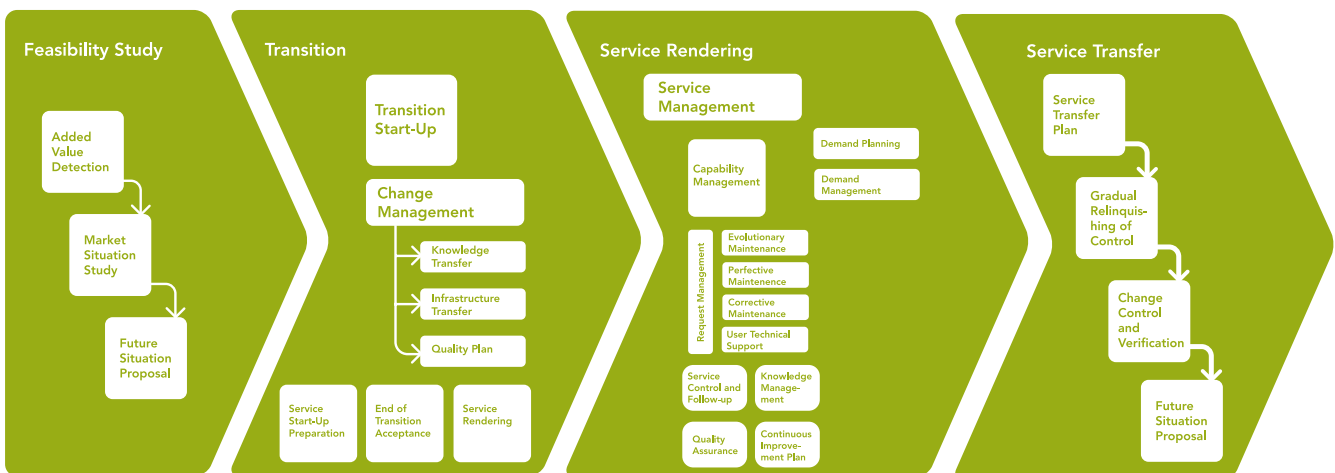 Feasibility Study
Added
Value
Detection
Market
Situation
Study
Future
Situation
Proposal
Transition
Transition
Start-Up
Change
Management
Knowledge
Transfer
Infrastructure
Transfer
Quality Plan
Service
Start-Up
Preparation
End of
Transition
Acceptance
Service
Rendering
Service Rendering
Service
Management
Capability
Management
Demand Planning
Demand
Management
Request Management
Evolutionary
Maintenance
Perfective
Maintenence
Corrective
Maintenance
User Technical
Support
Service
Control and
Follow-up
Knowledge
Manage-
ment
Quality
Assurance
Continuous
Improve-
ment Plan
Service Transfer
Service
Transfer
Plan
Gradual
Relinquis-
hing of
Control
Change
Control
and
Verification
Future
Situation
Proposal